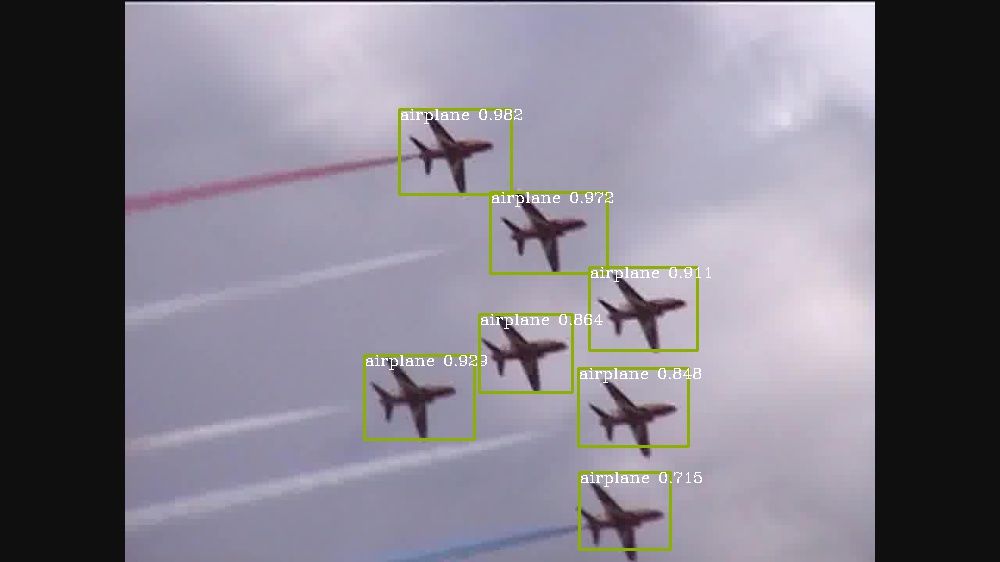 airplane 0.982
airplane 0.972
airplane 0.911
airplane 0.864
airplane 0.929
airplane 0.848
airplane 0.715